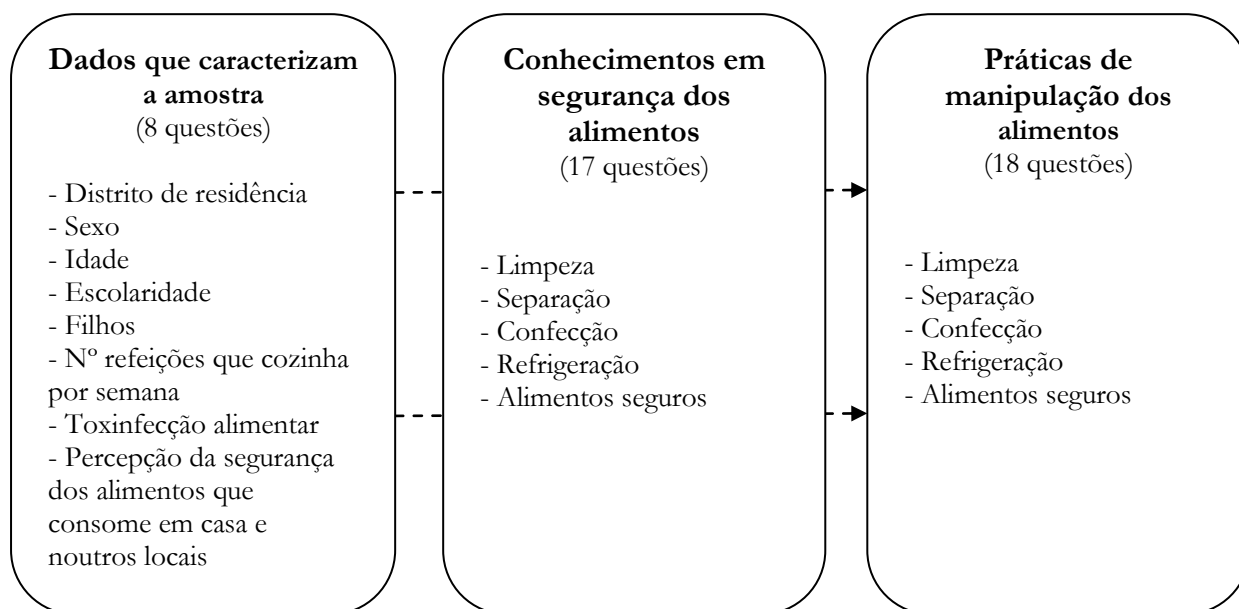 Dados que caracterizam
a amostra
(8 questões)
- Distrito de residência
- Sexo
- Idade
- Escolaridade
- Filhos
- Nº refeições que cozinha
por semana
- Toxinfecção alimentar
- Percepção da segurança
dos alimentos que
consome em casa e
noutros locais
Conhecimentos em
segurança dos
alimentos
(17 questões)
- Limpeza
- Separação
- Confecção
- Refrigeração
- Alimentos seguros
Práticas de
manipulação dos
alimentos
(18 questões)
- Limpeza
- Separação
- Confecção
- Refrigeração
- Alimentos seguros